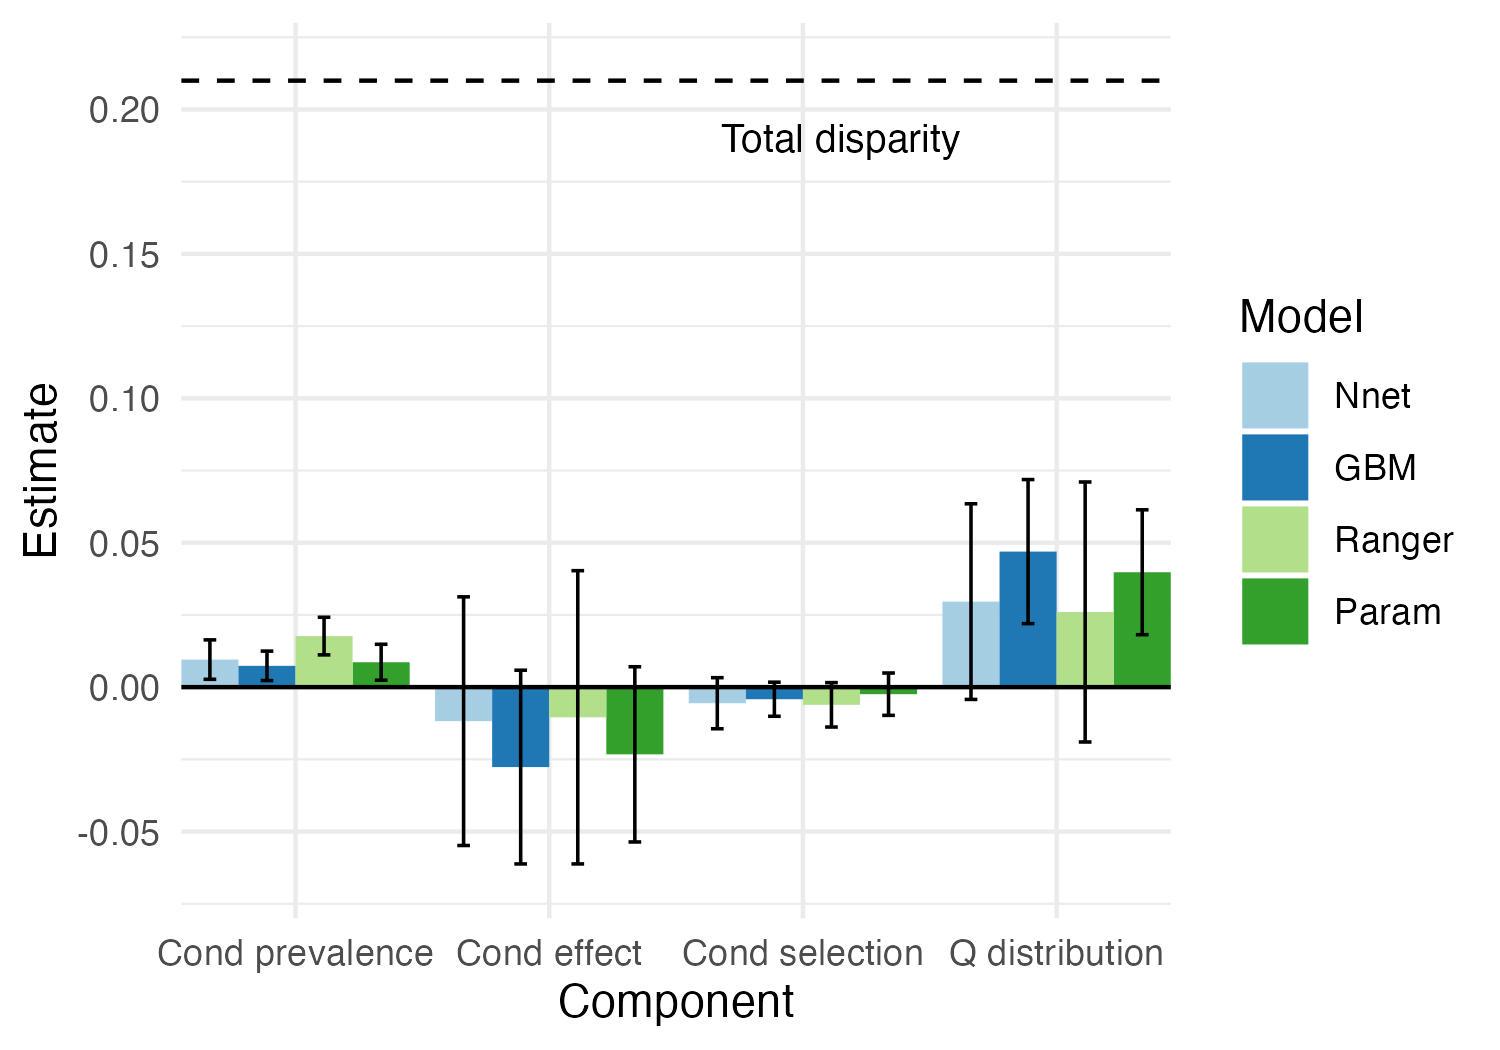 0.20
0.15
0.10
0.05
0.00
-0.05
Estimate
Total disparity
Cond prevalence
Cond effect
Cond selection
Q distribution
Component
Model
Nnet
GBM
Ranger
Param